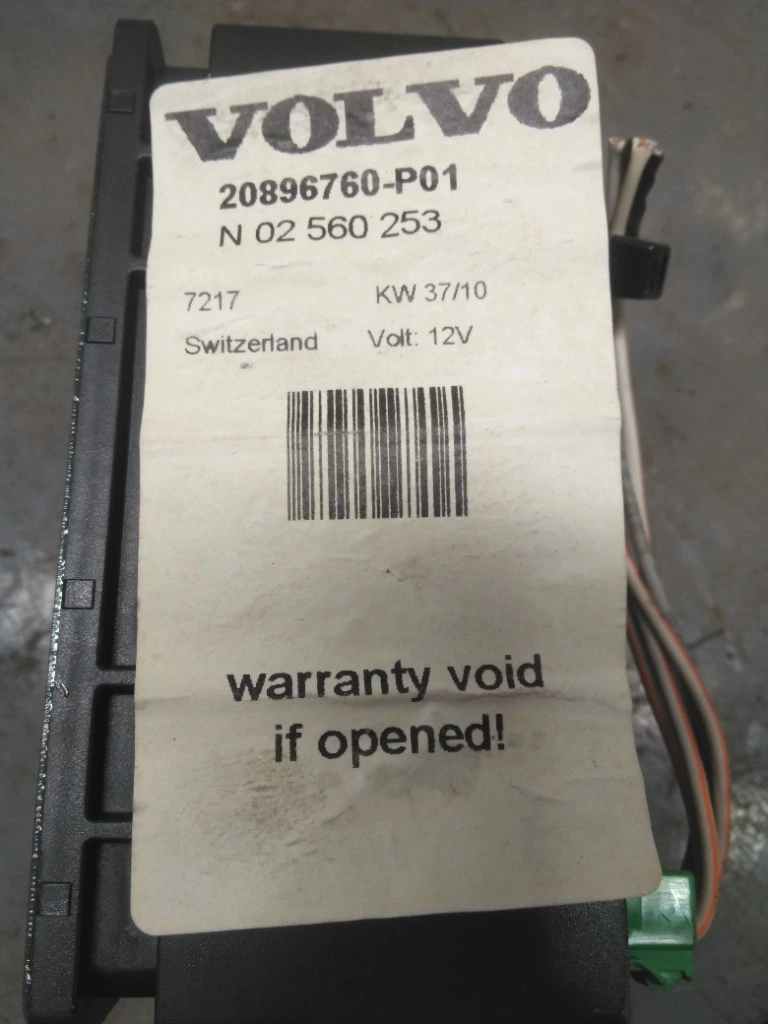 VOLVO
20896760-P01
N 02 560 253
7217 KW 37/10
Switzerland Volt: 12V
warranty void
if opened!